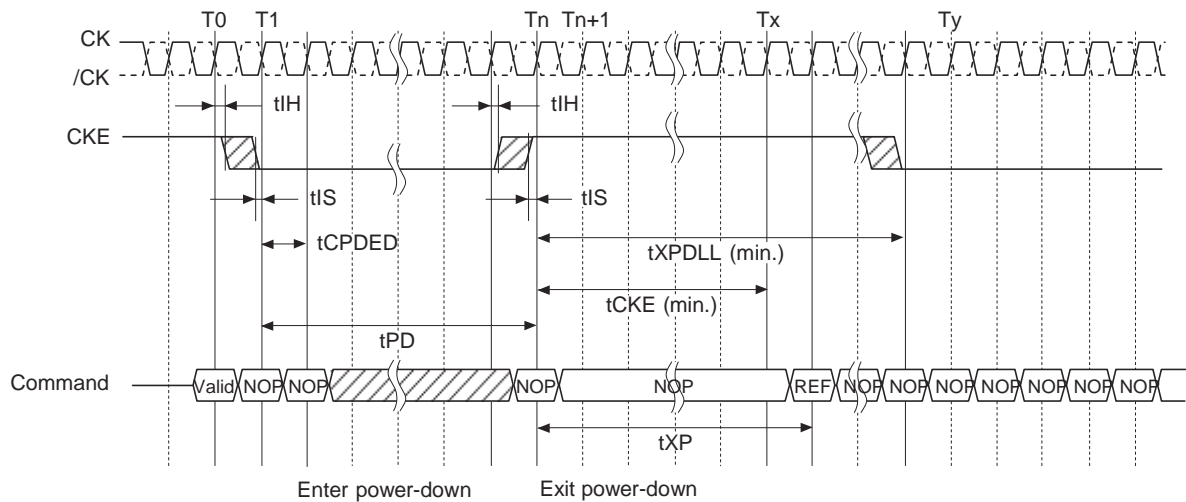 T0 T1 Tn Tn+1 Tx Ty
CK
/CK
tIH tIH
CKE
tIS tIS
tCPDED
tXPDLL (min.)
tCKE (min.)
tPD
Command Valid NOP NOP NOP NOP REF NOP NOP NOP NOP NOP NOP NOP
tXP
Enter power-down Exit power-down